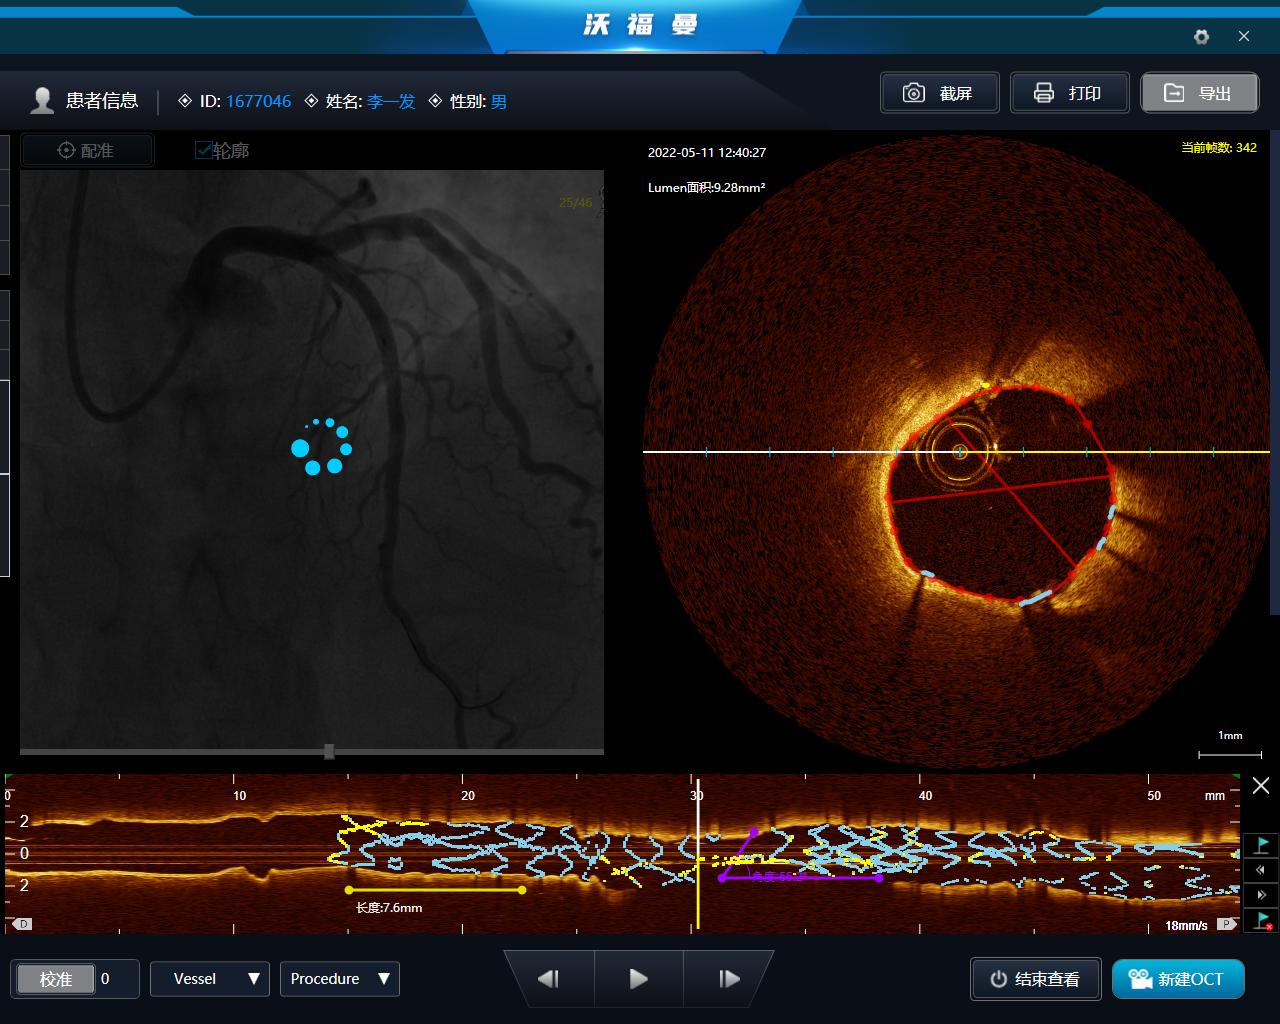 沃福曼
患者信息 ID: 1677046 姓名: 李一发 性别: 男
截屏 打印 导出
配准 轮廓
25/46
2022-05-11 12:40:27
当前帧数: 342
Lumen面积:9.28mm²
1mm
0 10 20 30 40 50 mm
2
0
2
长度:7.6mm
D
18mm/s P
校准 0 Vessel Procedure
结束查看 新建OCT